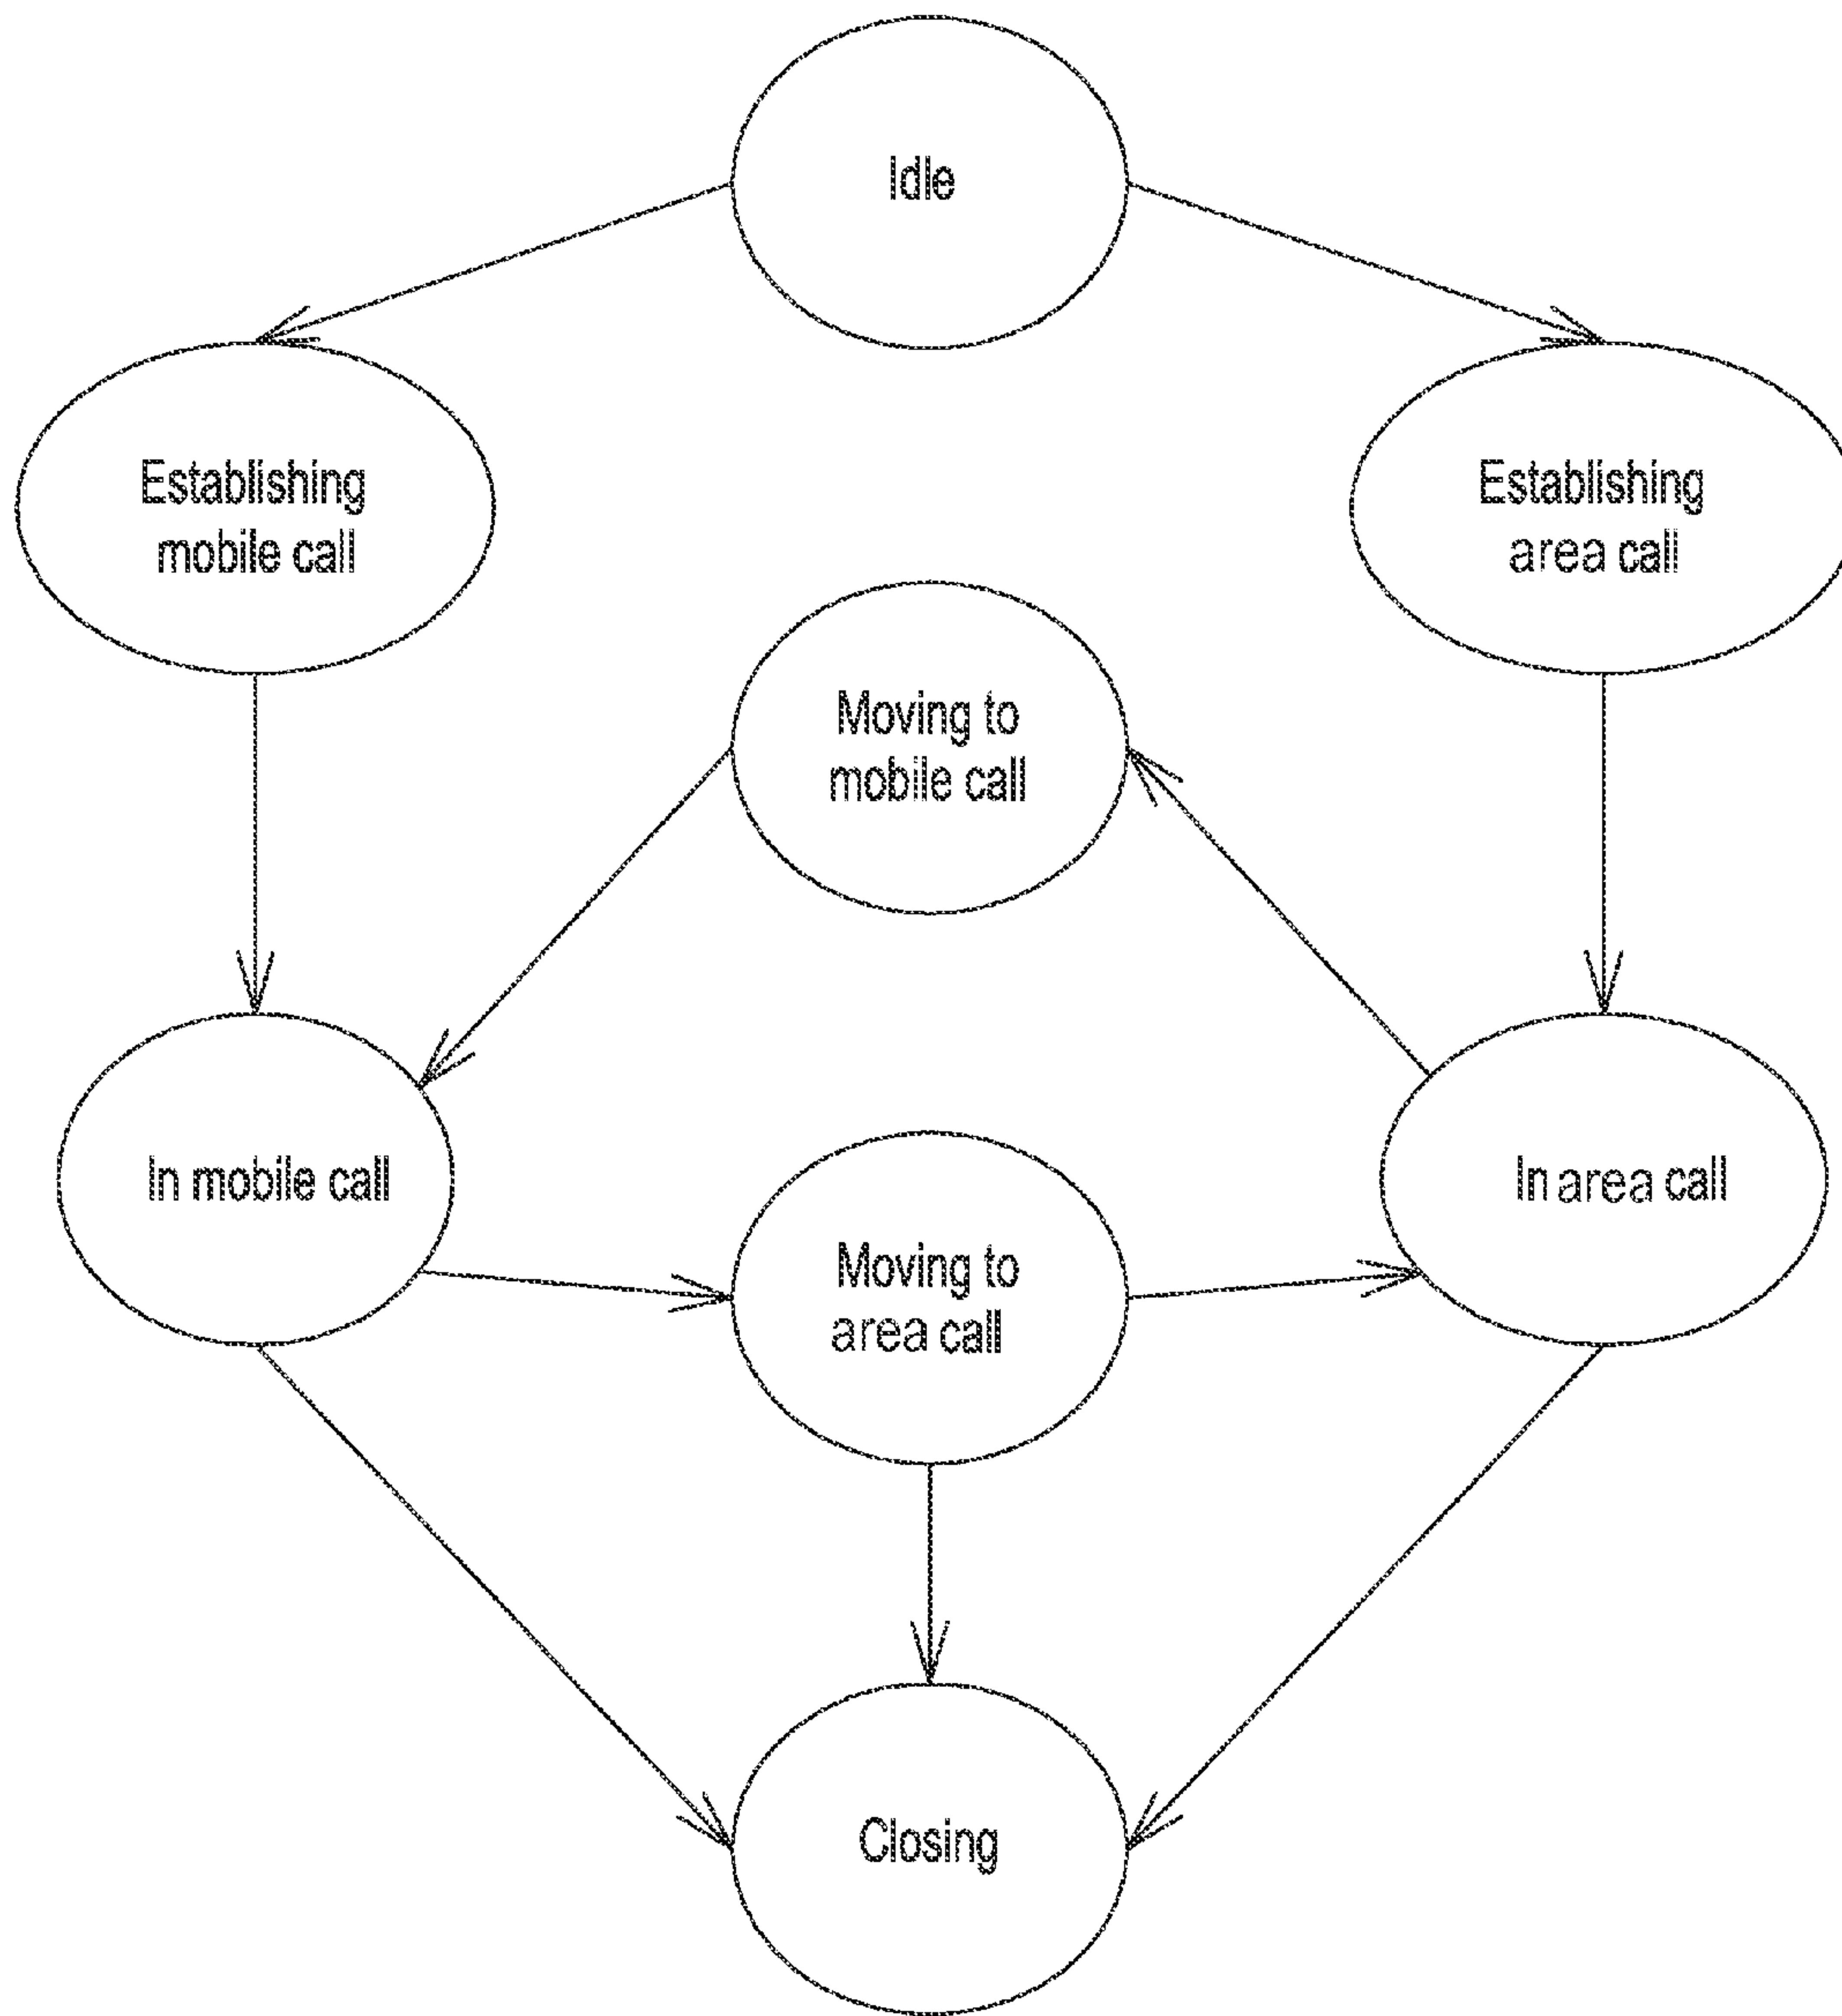 Idle
Establishing
mobile call
Establishing
area call
Moving to
mobile call
In mobile call
In area call
Moving to
area call
Closing